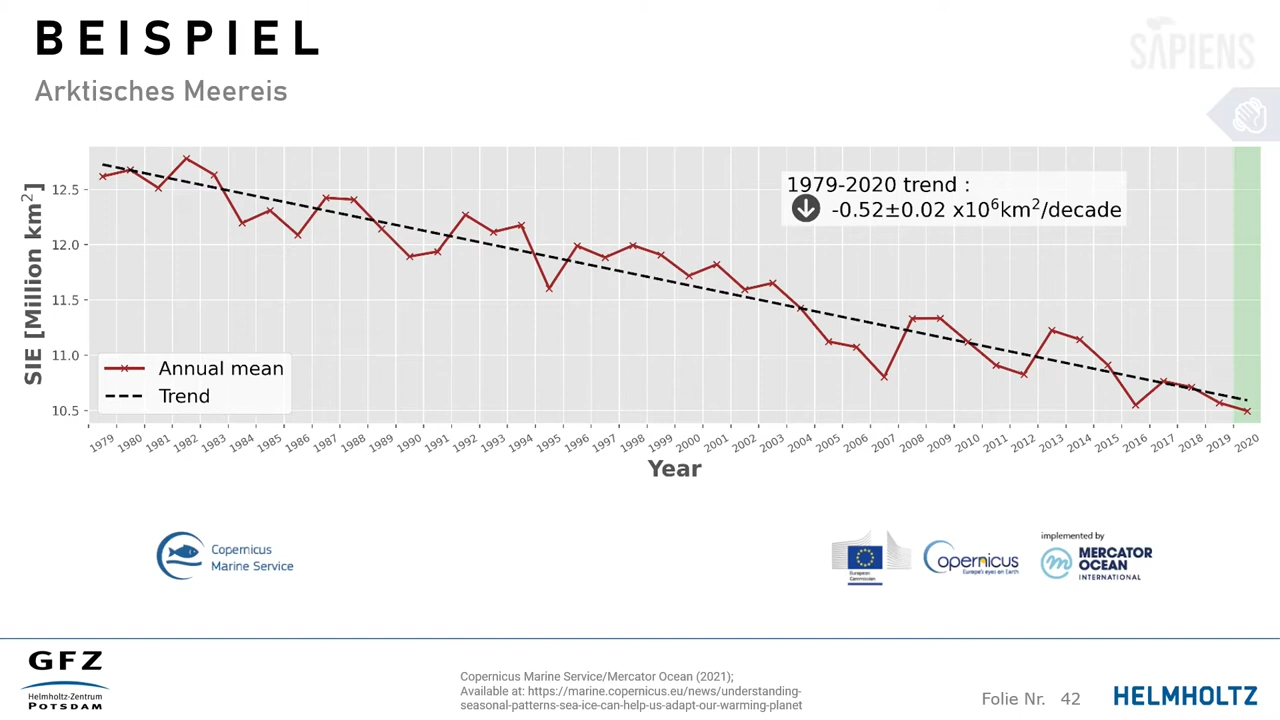 BEISPIEL
SAPIENS
Arktisches Meereis
SIE [Million km²]
12.5
12.0
11.5
11.0
10.5
1979-2020 trend :
-0.52±0.02 x10⁶km²/decade
Annual mean
Trend
1979 1980 1981 1982 1983 1984 1985 1986 1987 1988 1989 1990 1991 1992 1993 1994 1995 1996 1997 1998 1999 2000 2001 2002 2003 2004 2005 2006 2007 2008 2009 2010 2011 2012 2013 2014 2015 2016 2017 2018 2019 2020
Year
Copernicus
Marine Service
European
Commission
opernicus
Europe's eyes on Earth
implemented by
MERCATOR
OCEAN
INTERNATIONAL
GFZ
Helmholtz-Zentrum
POTSDAM
Copernicus Marine Service/Mercator Ocean (2021);
Available at: https://marine.copernicus.eu/news/understanding-
seasonal-patterns-sea-ice-can-help-us-adapt-our-warming-planet
Folie Nr. 42
HELMHOLTZ